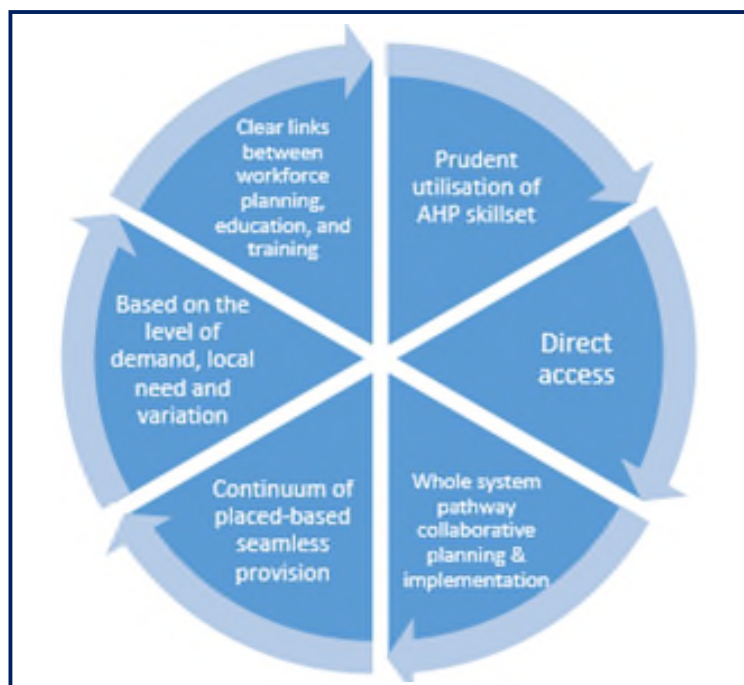 Clear links
between
workforce
planning,
education, and
training
Prudent
utilisation of
AHP skillset
Direct
access
Whole system
pathway
collaborative
planning &
implementation
Continuum of
placed-based
seamless
provision
Based on the
level of
demand, local
need and
variation